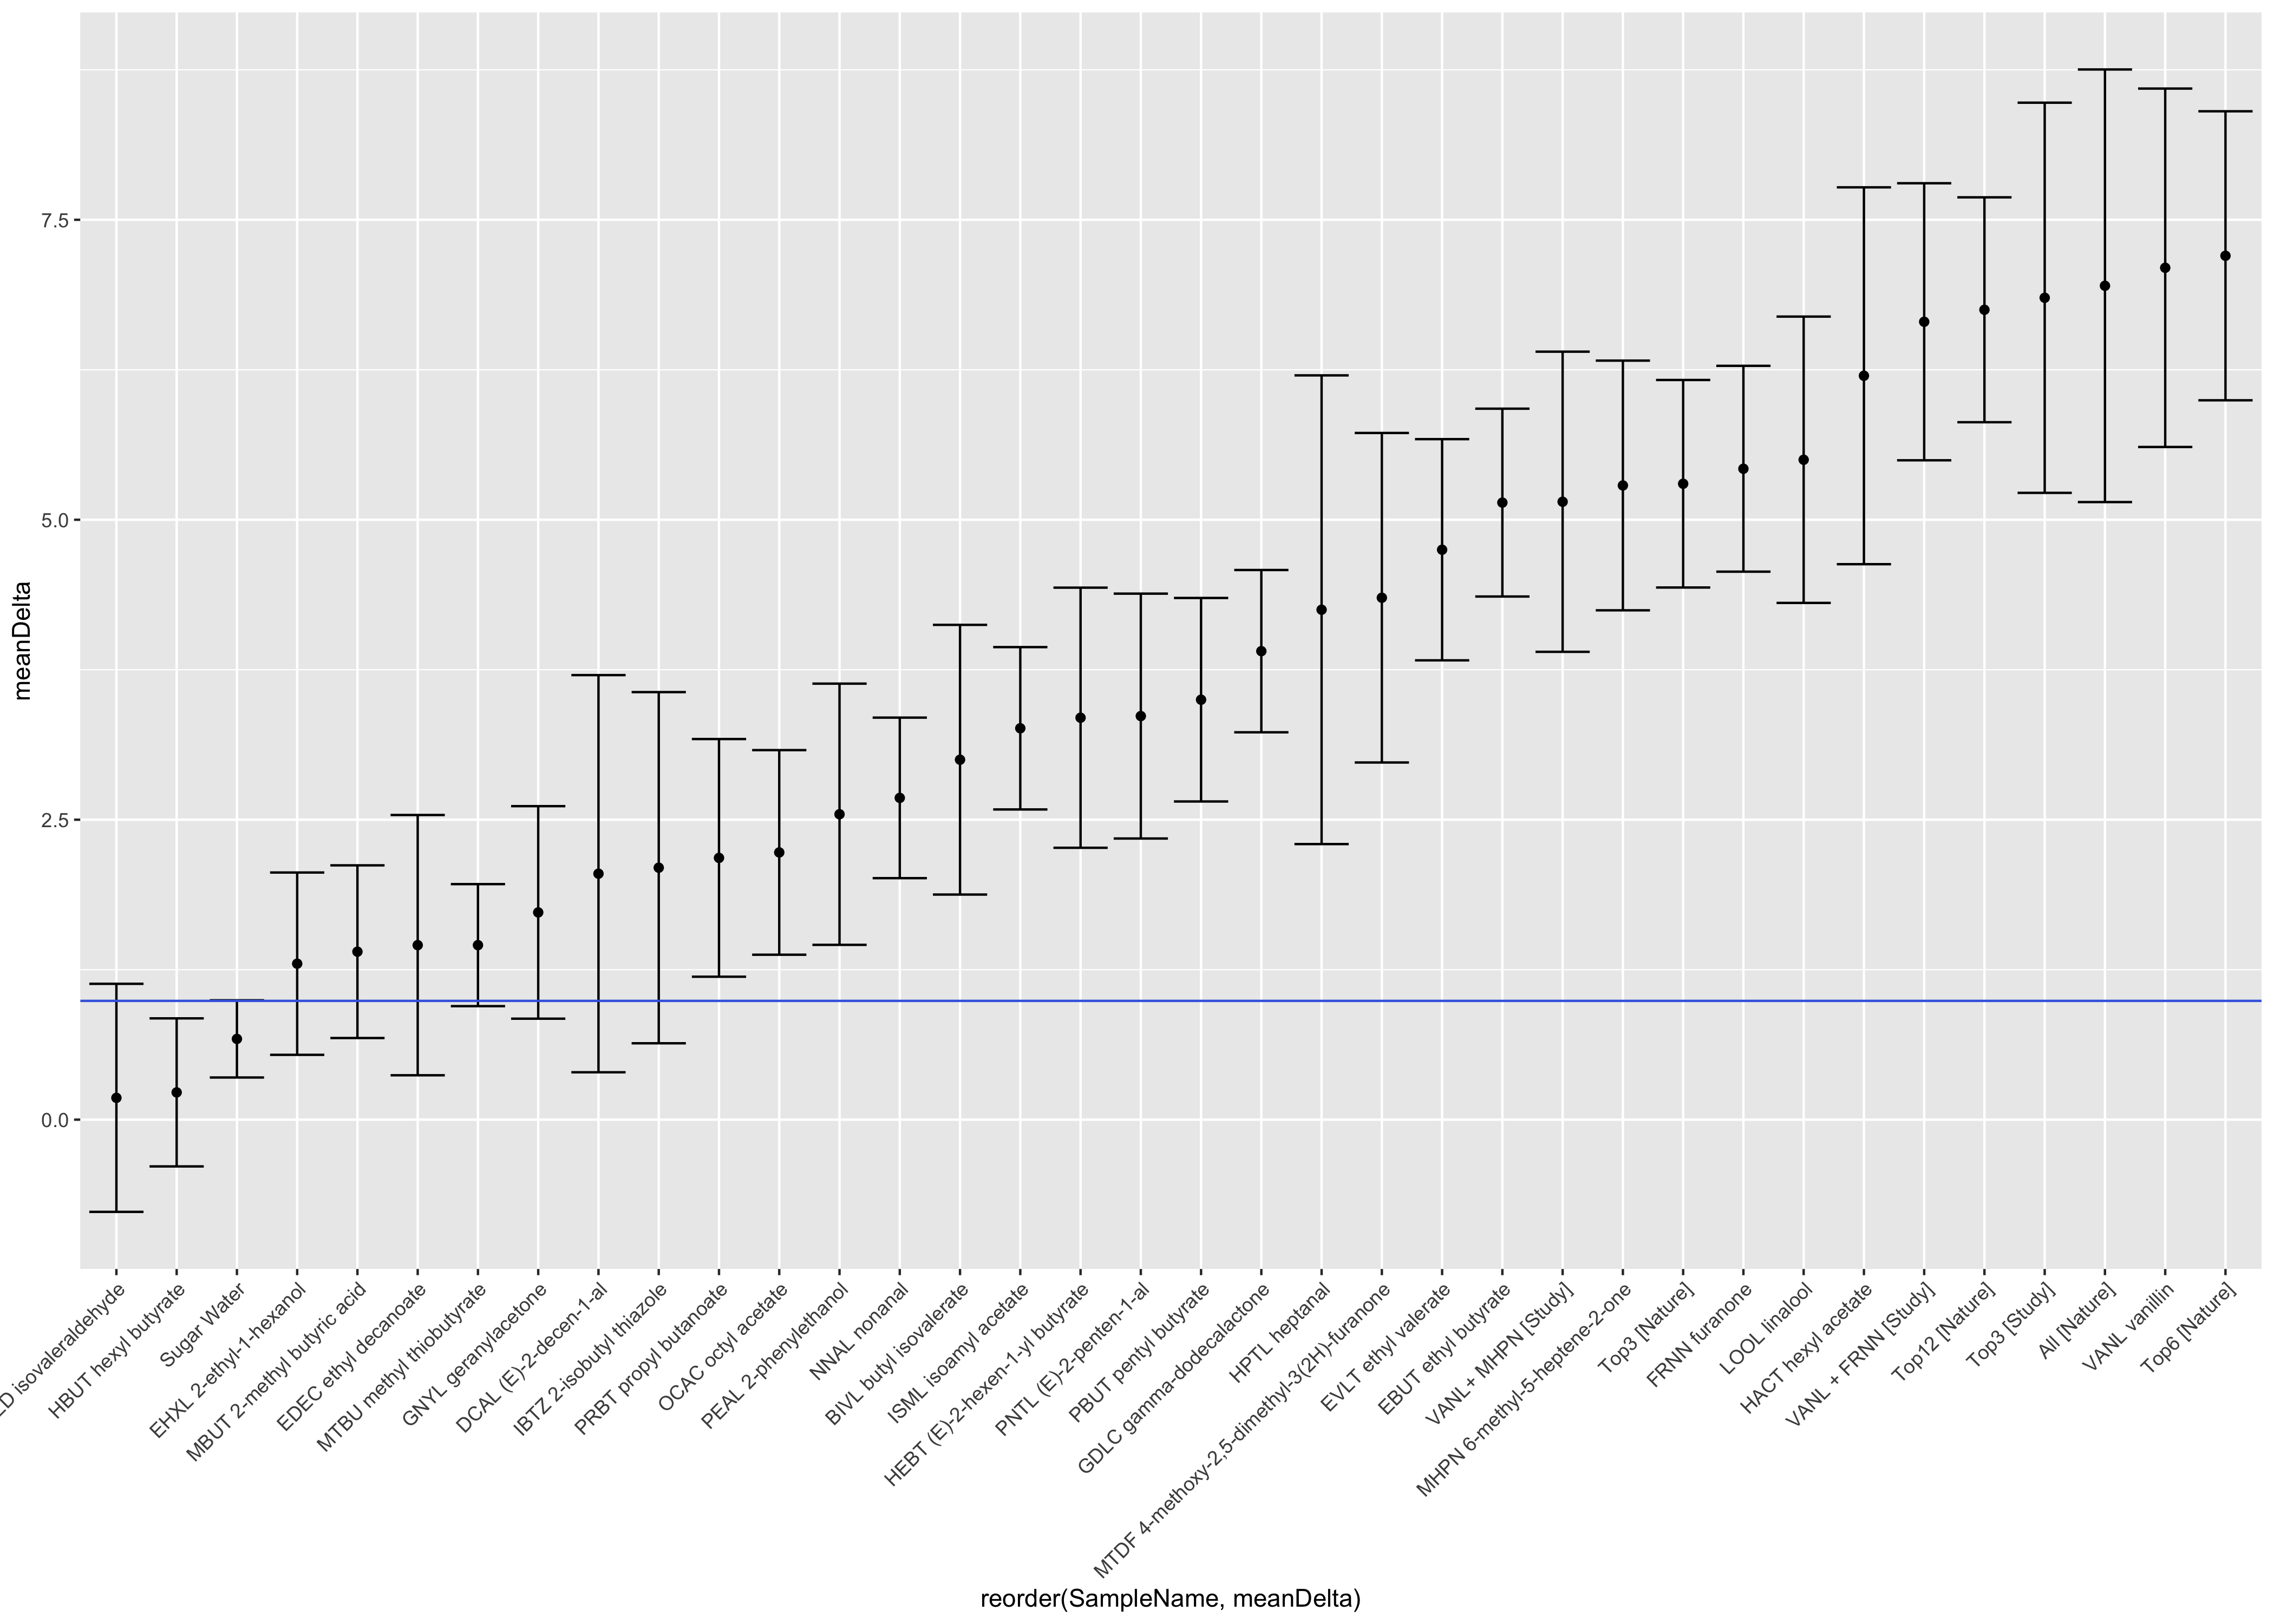 meanDelta
7.5
5.0
2.5
0.0
isovaleraldehyde
HBUT hexyl butyrate
Sugar Water
EHXL 2-ethyl-1-hexanol
MBUT 2-methyl butyric acid
EDEC ethyl decanoate
MTBU methyl thiobutyrate
GNYL geranylacetone
DCAL (E)-2-decen-1-al
IBTZ 2-isobutyl thiazole
PRBT propyl butanoate
OCAC octyl acetate
PEAL 2-phenylethanol
NNAL nonanal
BIVL butyl isovalerate
ISML isoamyl acetate
HEBT (E)-2-hexen-1-yl butyrate
PNTL (E)-2-penten-1-al
PBUT pentyl butyrate
GDLC gamma-dodecalactone
HPTL heptanal
MTDF 4-methoxy-2,5-dimethyl-3(2H)-furanone
EVLT ethyl valerate
EBUT ethyl butyrate
VANL+ MHPN [Study]
MHPN 6-methyl-5-heptene-2-one
Top3 [Nature]
FRNN furanone
LOOL linalool
HACT hexyl acetate
VANL + FRNN [Study]
Top12 [Nature]
Top3 [Study]
All [Nature]
VANL vanillin
Top6 [Nature]
reorder(SampleName, meanDelta)